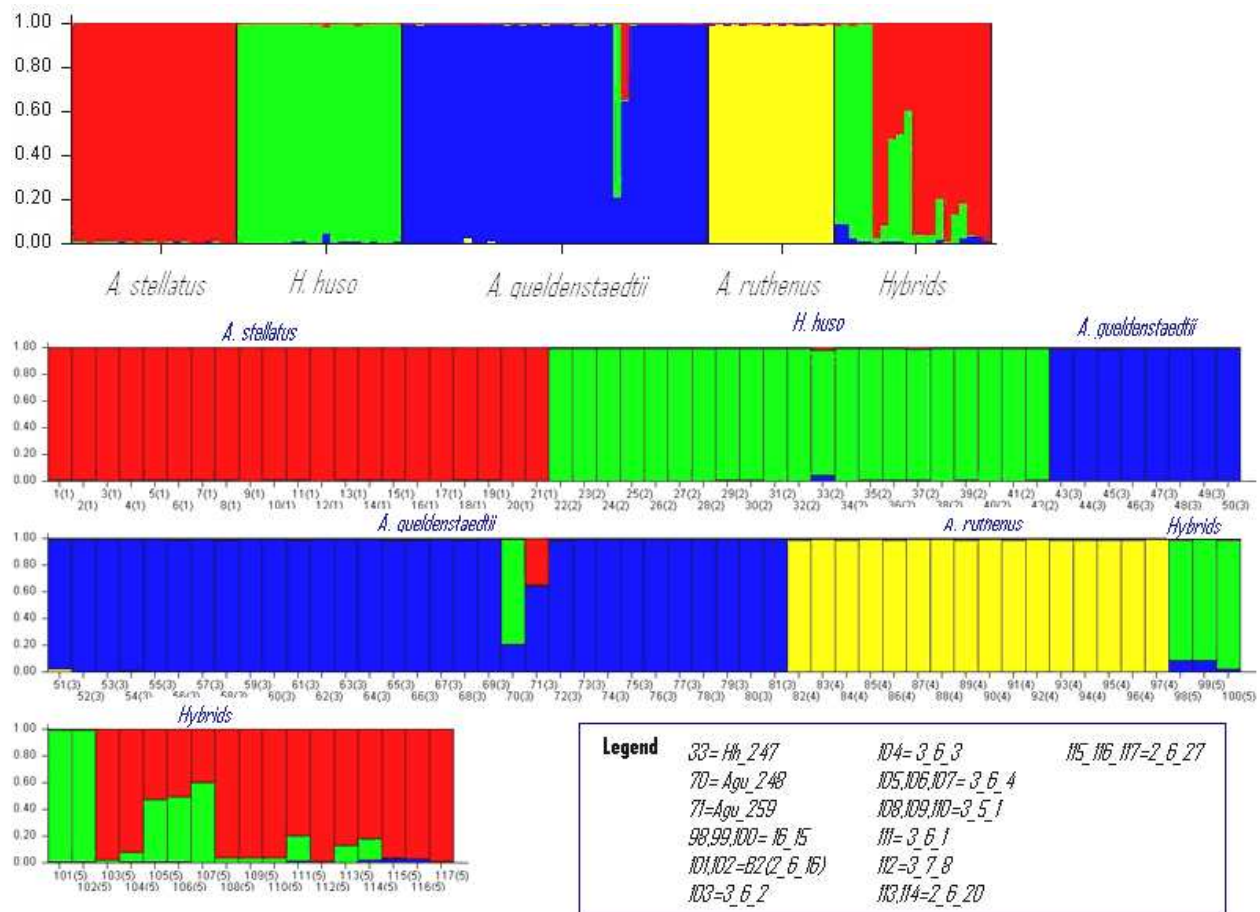 1.00
0.80
0.60
0.40
0.20
0.00
A. stellatus H. huso A. queldenstaedtii A. ruthenus Hybrids
A. stellatus H. huso A. queldenstaedtii
1.00
0.80
0.60
0.40
0.20
0.00
1(1) 3(1) 5(1) 7(1) 9(1) 11(1) 13(1) 15(1) 17(1) 19(1) 21(1) 23(2) 25(2) 27(2) 29(2) 31(2) 33(2) 35(2) 37(2) 39(2) 41(2) 43(3) 45(3) 47(3) 49(3)
2(1) 4(1) 6(1) 8(1) 10(1) 12(1) 14(1) 16(1) 18(1) 20(1) 22(2) 24(2) 26(2) 28(2) 30(2) 32(2) 34(2) 36(2) 38(2) 40(2) 42(2) 44(3) 46(3) 48(3) 50(3)
A. queldenstaedtii A. ruthenus Hybrids
1.00
0.80
0.60
0.40
0.20
0.00
51(3) 53(3) 55(3) 57(3) 59(3) 61(3) 63(3) 65(3) 67(3) 69(3) 71(3) 73(3) 75(3) 77(3) 79(3) 81(3) 83(4) 85(4) 87(4) 89(4) 91(4) 93(4) 95(4) 97(4) 99(5)
52(3) 54(3) 56(3) 58(3) 60(3) 62(3) 64(3) 66(3) 68(3) 70(3) 72(3) 74(3) 76(3) 78(3) 80(3) 82(4) 84(4) 86(4) 88(4) 90(4) 92(4) 94(4) 96(4) 98(5) 100(5)
Hybrids
1.00
0.80
0.60
0.40
0.20
0.00
101(5) 103(5) 105(5) 107(5) 109(5) 111(5) 113(5) 115(5) 117(5)
102(5) 104(5) 106(5) 108(5) 110(5) 112(5) 114(5) 116(5)
Legend
33= Hh_247
70= Agu_248
71=Agu_259
98,99,100= 16_15
101,102=B2(2_6_16)
103=3_6_2
104= 3_6_3
105,106,107= 3_6_4
108,109,110=3_5_1
111= 3_6_1
112=3_7_8
113,114=2_6_20
115_116_117=2_6_27